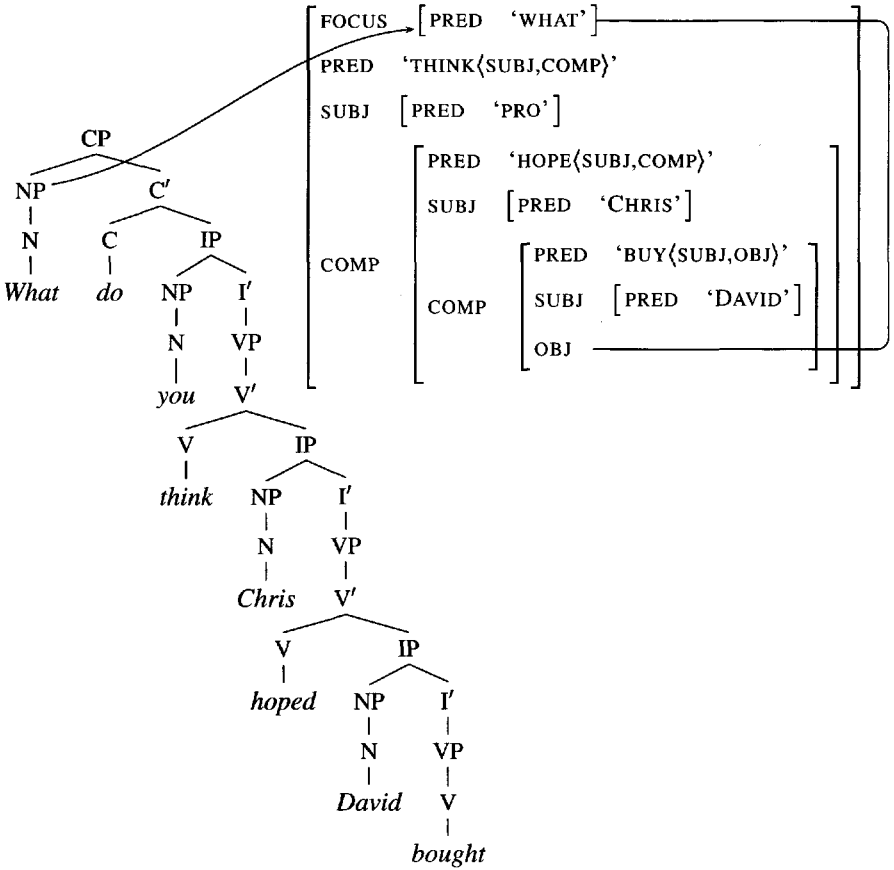 FOCUS [PRED ‘WHAT’]
PRED ‘THINK⟨SUBJ,COMP⟩’
SUBJ [PRED ‘PRO’]
CP
PRED ‘HOPE⟨SUBJ,COMP⟩’
NP C′
SUBJ [PRED ‘CHRIS’]
N C IP
PRED ‘BUY⟨SUBJ,OBJ⟩’
COMP
What do NP I′
COMP SUBJ [PRED ‘DAVID’]
N VP
OBJ
you V′
V IP
think NP I′
N VP
Chris V′
V IP
hoped NP I′
N VP
David V
bought